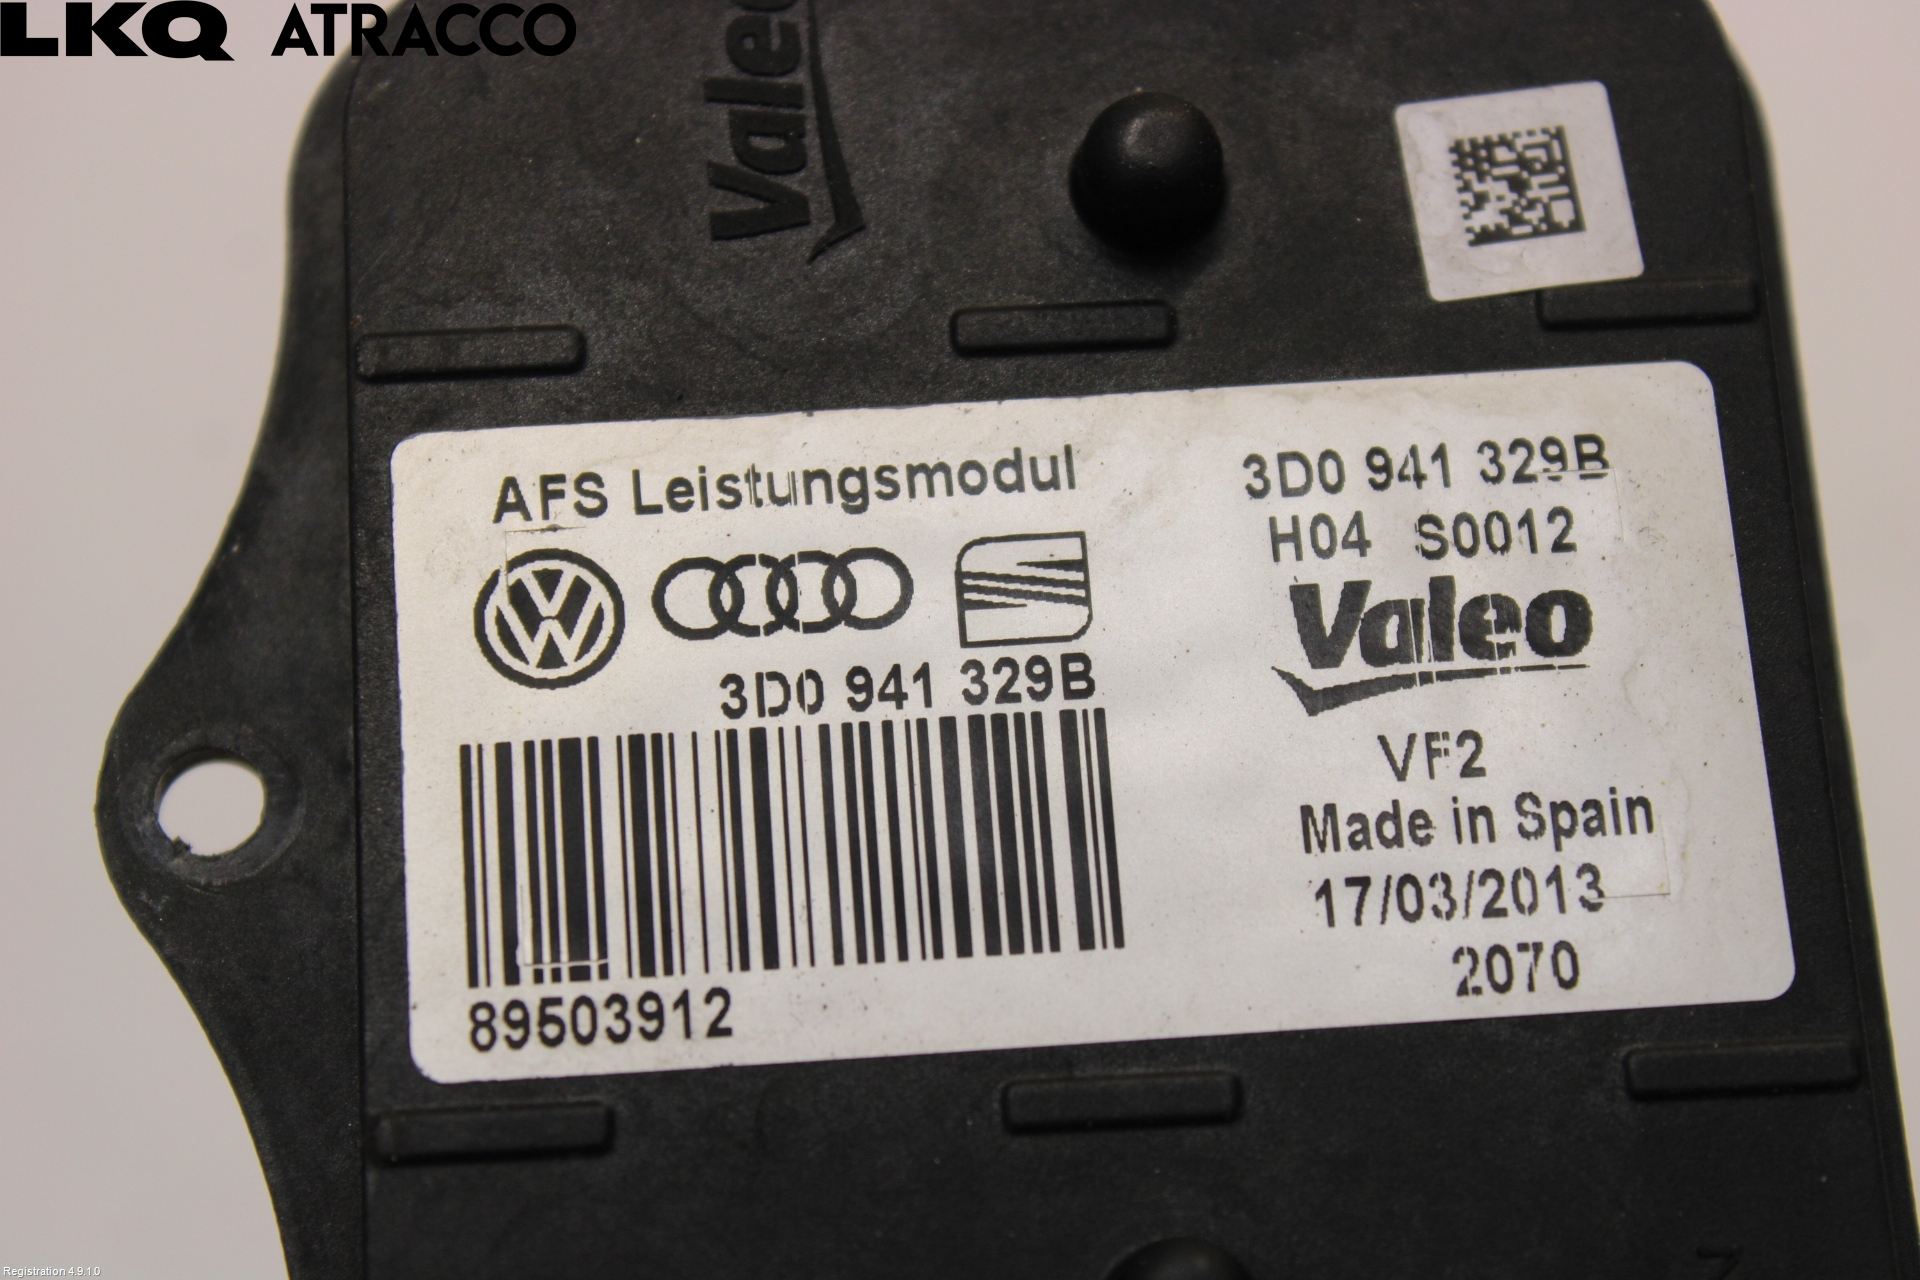 LKQ ATRACCO
Valeo
AFS Leistungsmodul
3D0 941 329B
89503912
3D0 941 329B
H04 S0012
Valeo
VF2
Made in Spain
17/03/2013
2070
Registration 4.9.1.0